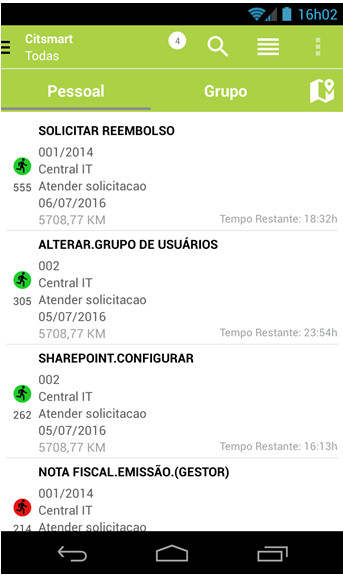 16h02
Citsmart
4
Todas
Pessoal
Grupo
SOLICITAR REEMBOLSO
001/2014
Central IT
555
Atender solicitacao
06/07/2016
5708,77 KM
Tempo Restante: 18:32h
ALTERAR.GRUPO DE USUÁRIOS
002
Central IT
305
Atender solicitacao
05/07/2016
5708,77 KM
Tempo Restante: 23:54h
SHAREPOINT.CONFIGURAR
002
Central IT
262
Atender solicitacao
05/07/2016
5708,77 KM
Tempo Restante: 16:13h
NOTA FISCAL.EMISSÃO.(GESTOR)
001/2014
Central IT
214
Atender solicitacao